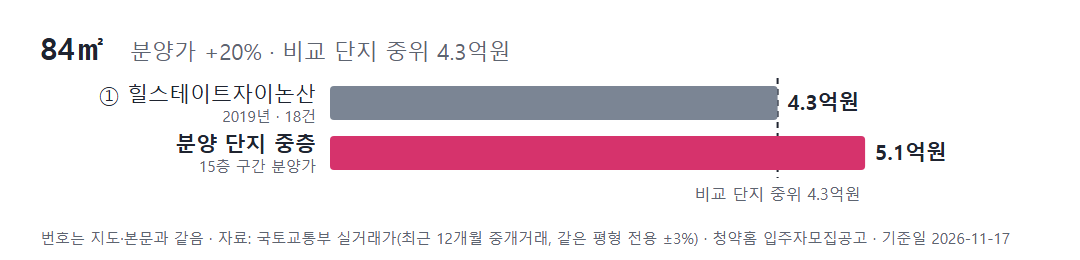 84㎡ 분양가 +20% · 비교 단지 중위 4.3억원
① 힐스테이트자이논산
2019년 · 18건
4.3억원
분양 단지 중층
15층 구간 분양가
5.1억원
비교 단지 중위 4.3억원
번호는 지도·본문과 같음 · 자료: 국토교통부 실거래가(최근 12개월 중개거래, 같은 평형 전용 ±3%) · 청약홈 입주자모집공고 · 기준일 2026-11-17